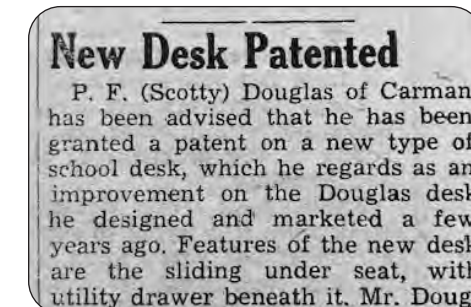 New Desk Patented
P. F. (Scotty) Douglas of Carman
has been advised that he has been
granted a patent on a new type of
school desk, which he regards as an
improvement on the Douglas desk
he designed and marketed a few
years ago. Features of the new desk
are the sliding under seat, with
utility drawer beneath it. Mr. Doug